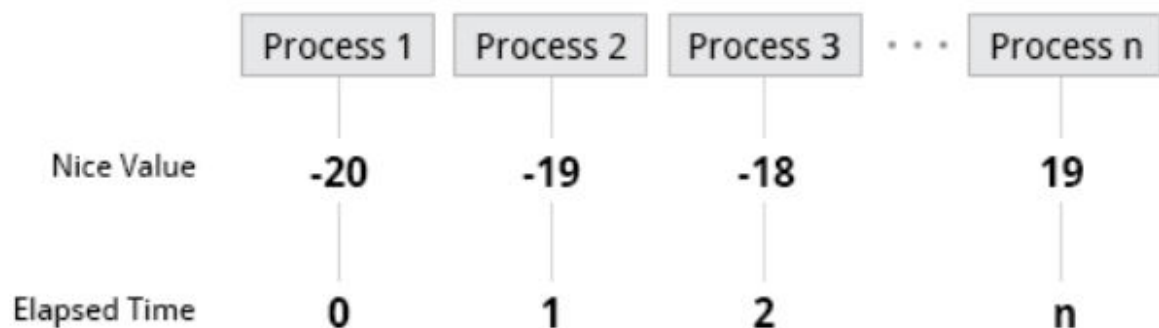 Process 1 Process 2 Process 3 · · · Process n
Nice Value -20 -19 -18 19
Elapsed Time 0 1 2 n